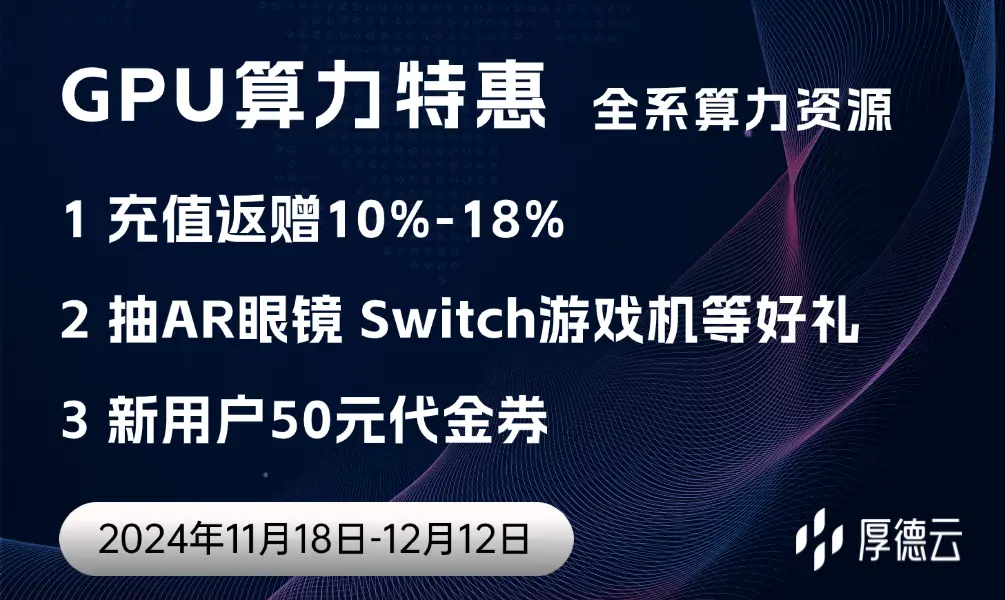 GPU算力特惠 全系算力资源
1 充值返赠10%-18%
2 抽AR眼镜 Switch游戏机等好礼
3 新用户50元代金券
2024年11月18日-12月12日
厚德云